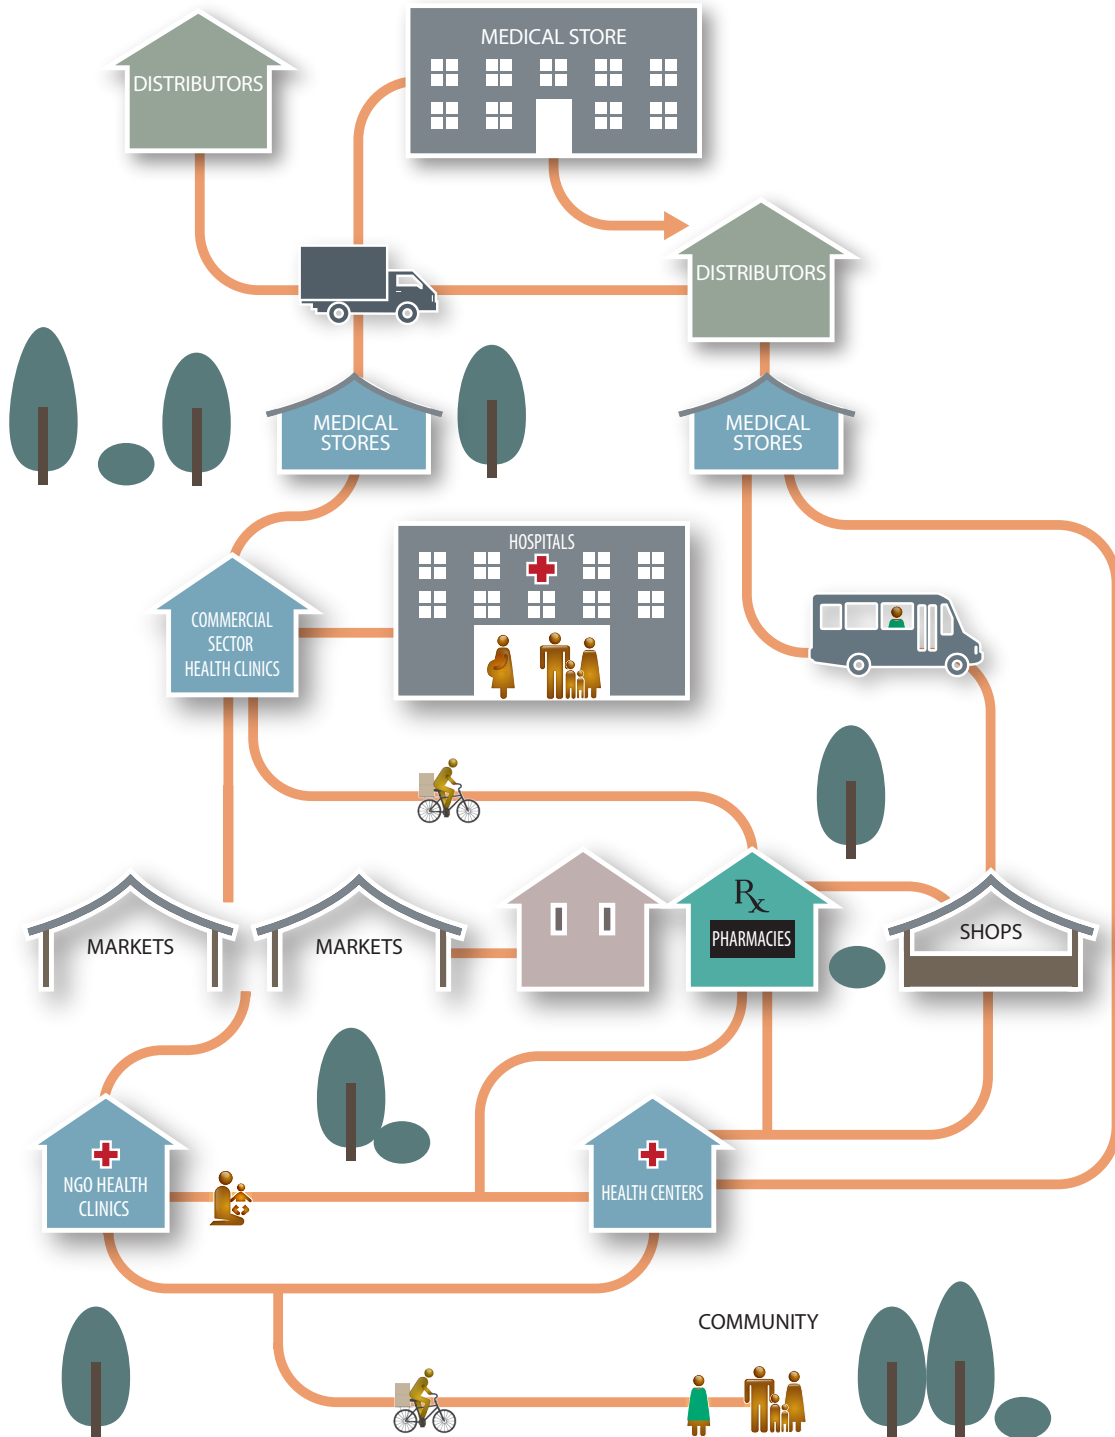 MEDICAL STORE
DISTRIBUTORS
DISTRIBUTORS
MEDICAL
STORES
MEDICAL
STORES
HOSPITALS
COMMERCIAL
SECTOR
HEALTH CLINICS
Rx
PHARMACIES
SHOPS
MARKETS
MARKETS
NGO HEALTH
CLINICS
HEALTH CENTERS
COMMUNITY